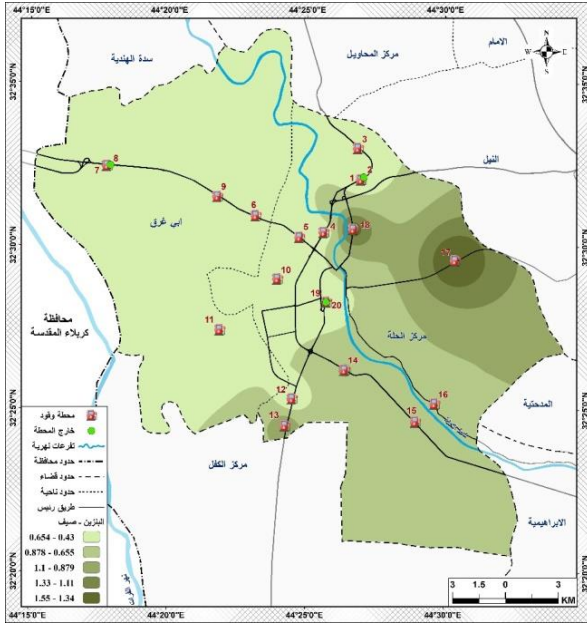 44°15'0"E
44°20'0"E
44°25'0"E
44°30'0"E
32°35'0"N
32°30'0"N
32°25'0"N
32°20'0"N
32°35'0"N
32°30'0"N
32°25'0"N
32°20'0"N
الامام
مركز المحاويل
سدة الهندية
النيل
ابي غرق
محافظة
كربلاء المقدسة
مركز الحلة
المدحتية
مركز الكفل
الابراهيمية
N
E
S
W
1
2
3
4
5
6
7
8
9
10
11
12
13
14
15
16
17
18
19
20
محطة وقود
خارج المحطة
تفرعات نهرية
حدود محافظة
حدود قضاء
حدود ناحية
طريق رئيس
البنزين - صيف
0.654 - 0.43
0.878 - 0.655
1.1 - 0.879
1.33 - 1.11
1.55 - 1.34
3 1.5 0 3
KM
44°15'0"E
44°20'0"E
44°25'0"E
44°30'0"E